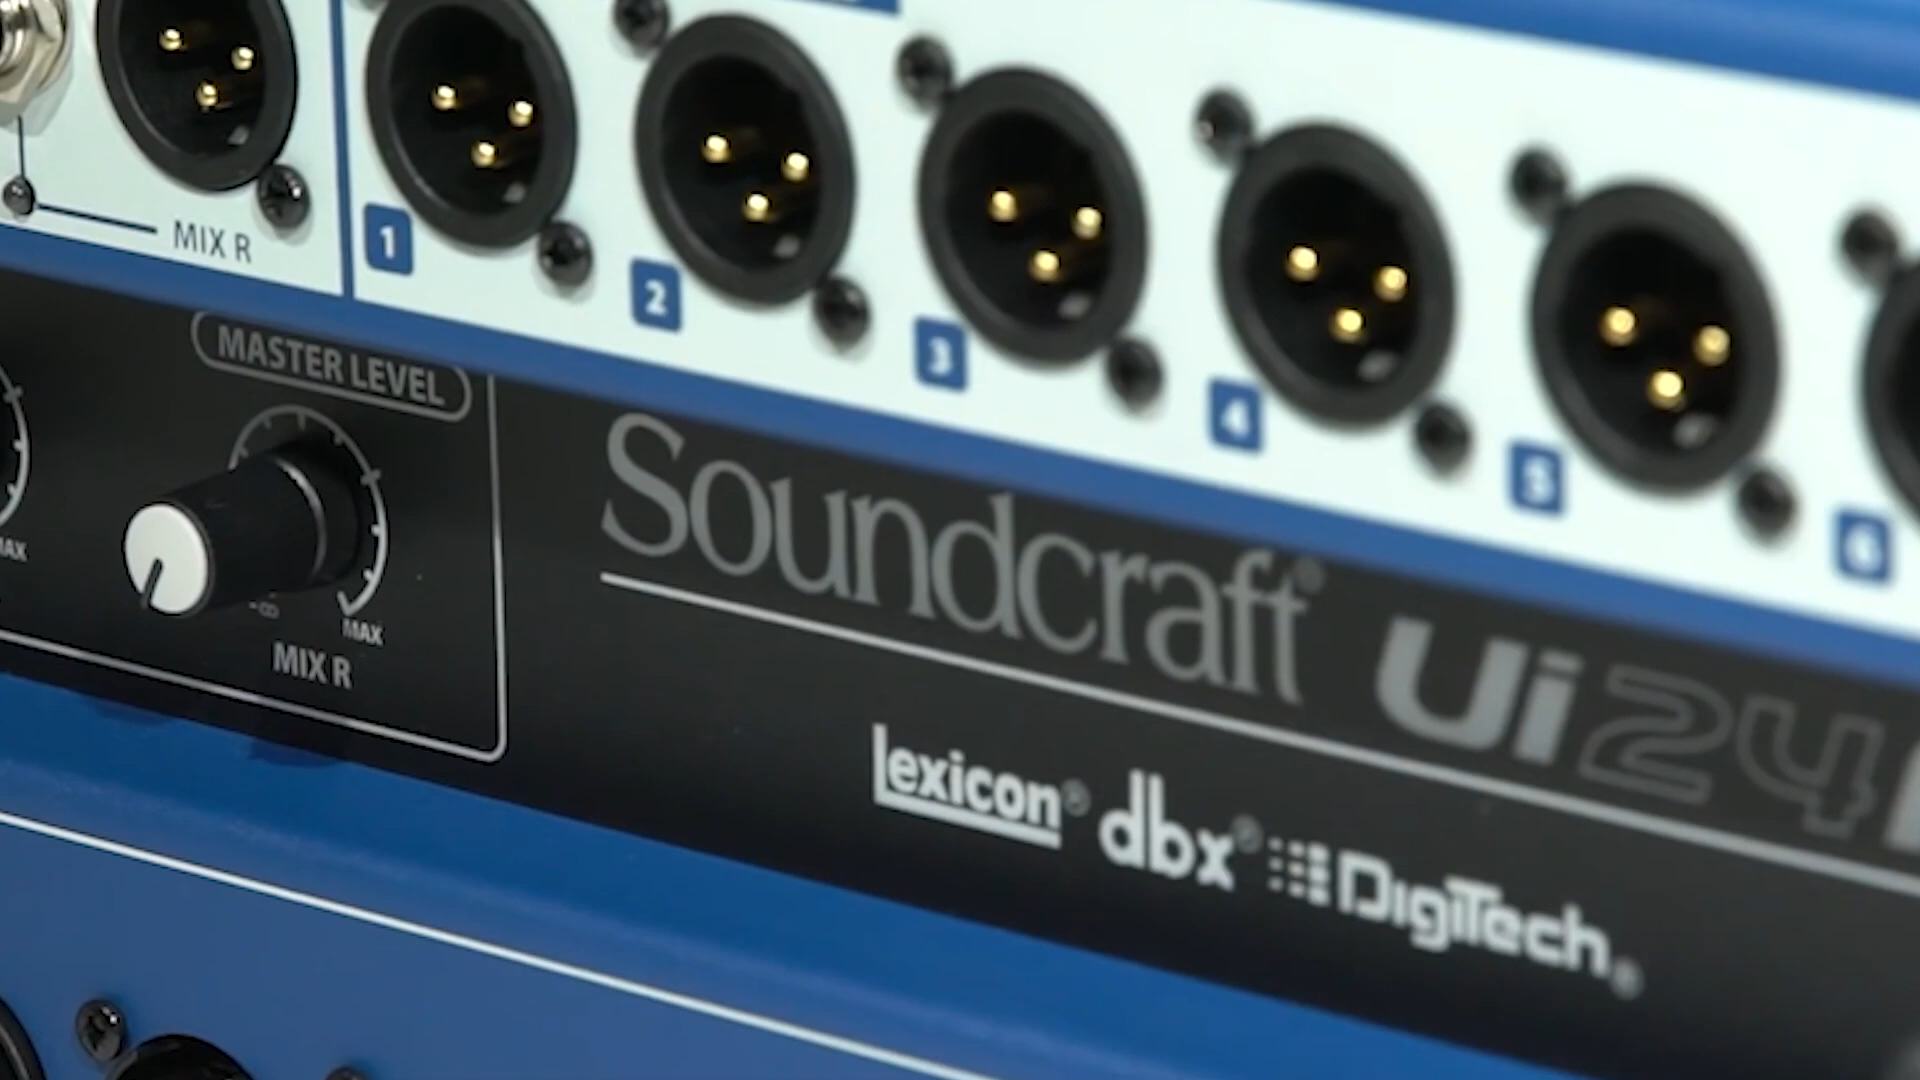 MIX R
1 2 3 4 5 6
MASTER LEVEL
MAX
-∞ MAX
MIX R
Soundcraft® Ui24
lexicon® dbx® DigiTech®